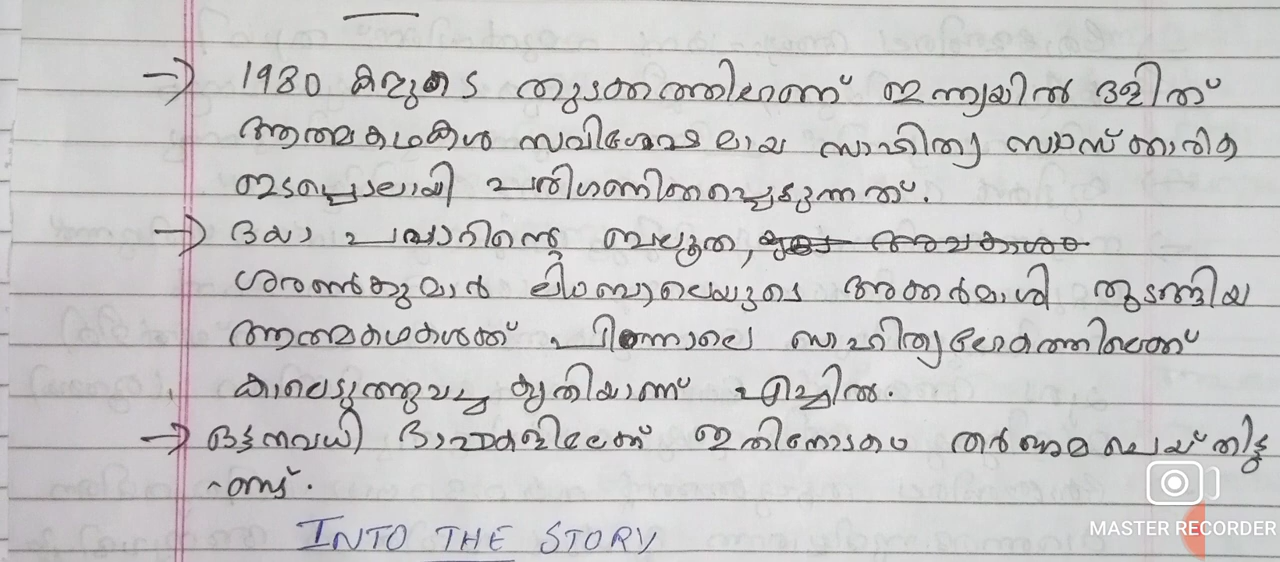 → 1980 കളുടെ തുടക്കത്തിലാണ് ഇന്ത്യയിൽ ദളിത്
ആത്മകഥകൾ സവിശേഷമായ സാഹിത്യ സാംസ്കാരിക
ഇടപെടലായി പരിഗണിക്കപ്പെടുന്നത്.
→ ദയാ പവാറിന്റെ ബലൂത,
ശരൺകുമാർ ലിംബാലെയുടെ അക്കർമാശി തുടങ്ങിയ
ആത്മകഥകൾക്ക് പിന്നാലെ സാഹിത്യലോകത്തിലേക്ക്
കാലെടുത്തുവച്ച കൃതിയാണ്
→ ഒട്ടനവധി ഭാഷകളിലേക്ക് ഇതിനോടകം തർജ്ജമ ചെയ്തിട്ടു
ണ്ട്.
INTO THE STORY
MASTER RECORDER